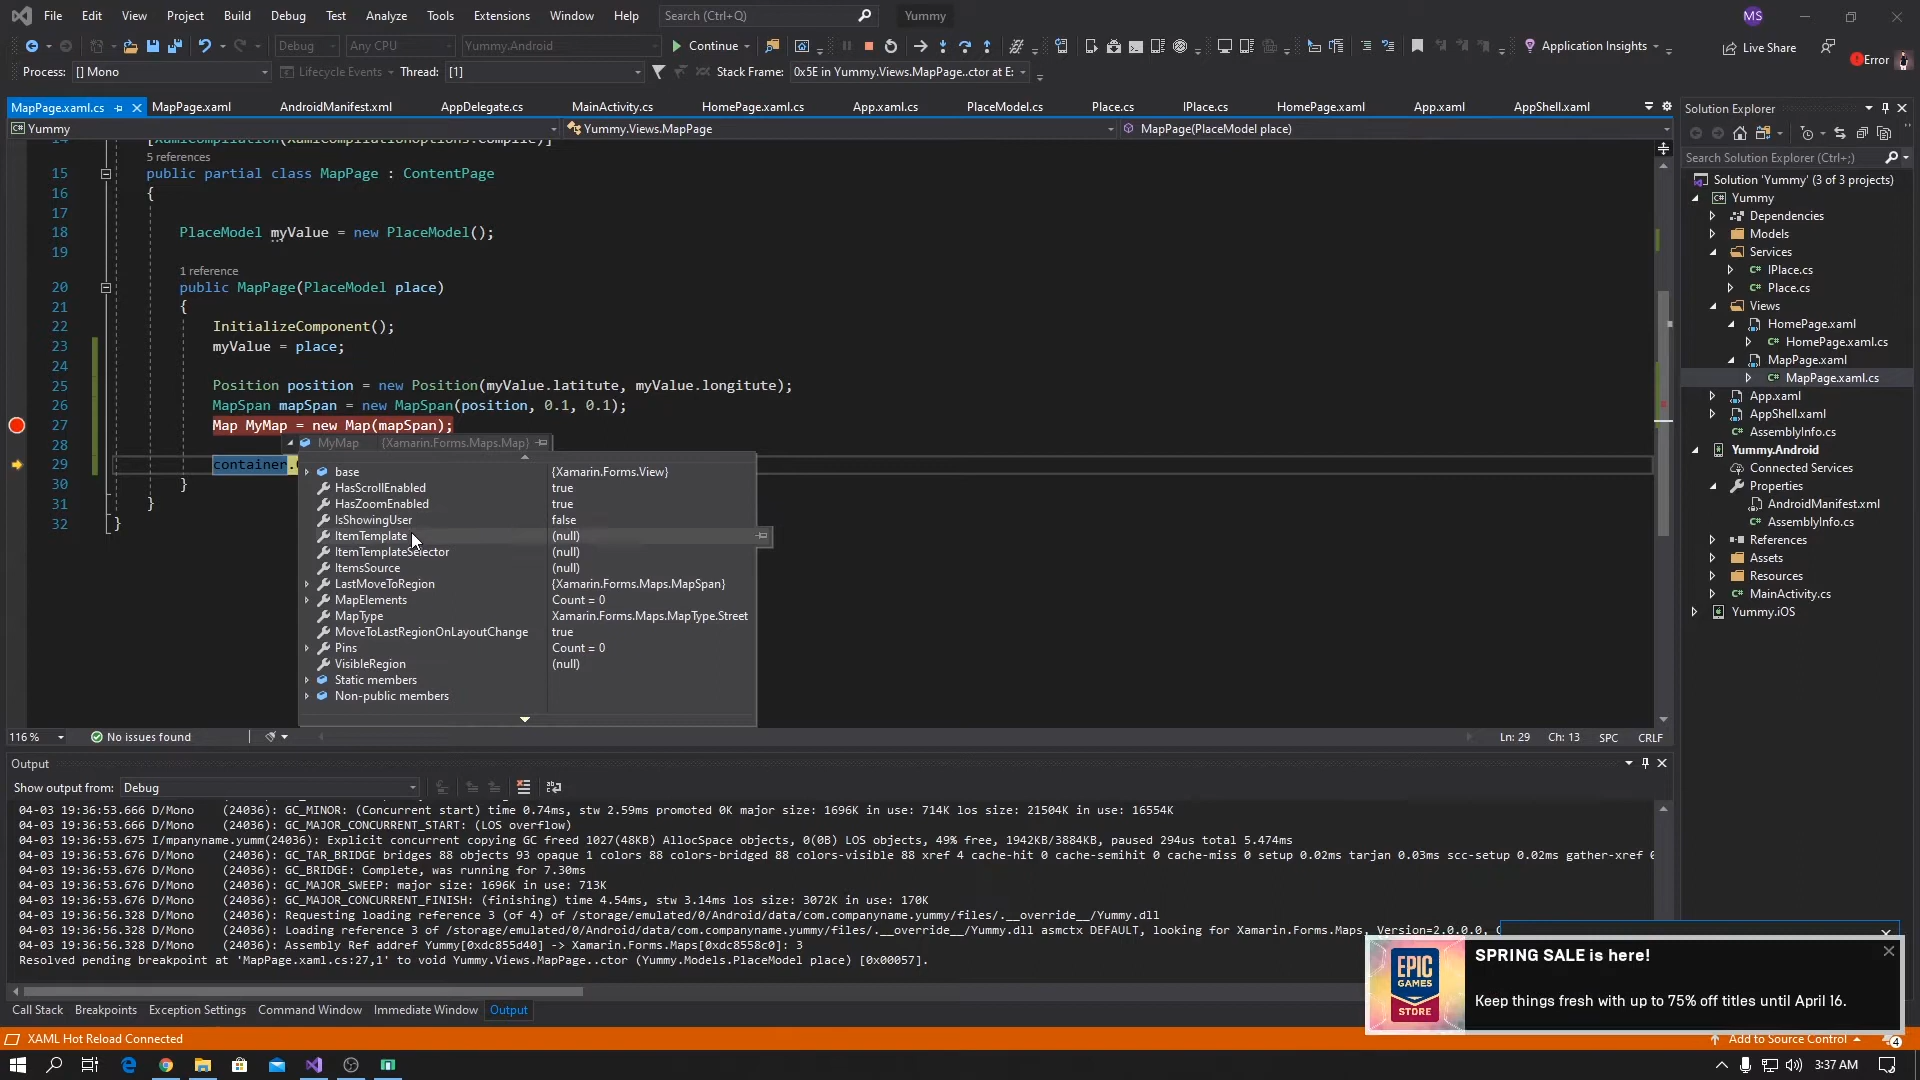 File Edit View Project Build Debug Test Analyze Tools Extensions Window Help Search (Ctrl+Q) Yummy MS
Debug Any CPU Yummy.Android Continue Application Insights Live Share Error
Process: [] Mono Lifecycle Events Thread: [1] Stack Frame: 0x5E in Yummy.Views.MapPage..ctor at E:
MapPage.xaml.cs MapPage.xaml AndroidManifest.xml AppDelegate.cs MainActivity.cs HomePage.xaml.cs App.xaml.cs PlaceModel.cs Place.cs IPlace.cs HomePage.xaml App.xaml AppShell.xaml
Yummy Yummy.Views.MapPage MapPage(PlaceModel place)
14 [XamlCompilation(XamlCompilationOptions.Compile)]
5 references
15 public partial class MapPage : ContentPage
16 {
17
18 PlaceModel myValue = new PlaceModel();
19
1 reference
20 public MapPage(PlaceModel place)
21 {
22 InitializeComponent();
23 myValue = place;
24
25 Position position = new Position(myValue.latitute, myValue.longitute);
26 MapSpan mapSpan = new MapSpan(position, 0.1, 0.1);
27 Map MyMap = new Map(mapSpan);
28 MyMap {Xamarin.Forms.Maps.Map}
29 container.
30 }
31 }
32 }
base {Xamarin.Forms.View}
HasScrollEnabled true
HasZoomEnabled true
IsShowingUser false
ItemTemplate (null)
ItemTemplateSelector (null)
ItemsSource (null)
LastMoveToRegion {Xamarin.Forms.Maps.MapSpan}
MapElements Count = 0
MapType Xamarin.Forms.Maps.MapType.Street
MoveToLastRegionOnLayoutChange true
Pins Count = 0
VisibleRegion (null)
Static members
Non-public members
116 % No issues found Ln: 29 Ch: 13 SPC CRLF
Output
Show output from: Debug
04-03 19:36:53.666 D/Mono (24036): GC_MINOR: (Concurrent start) time 0.74ms, stw 2.59ms promoted 0K major size: 1696K in use: 714K los size: 21504K in use: 16554K
04-03 19:36:53.666 D/Mono (24036): GC_MAJOR_CONCURRENT_START: (LOS overflow)
04-03 19:36:53.675 I/mpanyname.yumm(24036): Explicit concurrent copying GC freed 1027(48KB) AllocSpace objects, 0(0B) LOS objects, 49% free, 1942KB/3884KB, paused 294us total 5.474ms
04-03 19:36:53.675 D/Mono (24036): GC_TAR_BRIDGE bridges 88 objects 93 opaque 1 colors 88 colors-bridged 88 colors-visible 88 xref 4 cache-hit 0 cache-semihit 0 cache-miss 0 setup 0.02ms tarjan 0.03ms scc-setup 0.02ms gather-xref 0
04-03 19:36:53.675 D/Mono (24036): GC_BRIDGE: Complete, was running for 7.30ms
04-03 19:36:53.675 D/Mono (24036): GC_MAJOR_SWEEP: major size: 1696K in use: 713K
04-03 19:36:53.675 D/Mono (24036): GC_MAJOR_CONCURRENT_FINISH: (finishing) time 4.54ms, stw 3.14ms los size: 3072K in use: 170K
04-03 19:36:56.328 D/Mono (24036): Requesting loading reference 3 (of 4) of /storage/emulated/0/Android/data/com.companyname.yummy/files/.__override__/Yummy.dll
04-03 19:36:56.328 D/Mono (24036): Loading reference 3 of /storage/emulated/0/Android/data/com.companyname.yummy/files/.__override__/Yummy.dll asmctx DEFAULT, looking for Xamarin.Forms.Maps, Version=2.0.0.0,
04-03 19:36:56.328 D/Mono (24036): Assembly Ref addref Yummy[0xdc855d40] -> Xamarin.Forms.Maps[0xdc8558c0]: 3
Resolved pending breakpoint at 'MapPage.xaml.cs:27,1' to void Yummy.Views.MapPage..ctor (Yummy.Models.PlaceModel place) [0x00057].
Call Stack Breakpoints Exception Settings Command Window Immediate Window Output
XAML Hot Reload Connected Add to Source Control 4
Solution Explorer
Search Solution Explorer (Ctrl+;)
Solution 'Yummy' (3 of 3 projects)
Yummy
Dependencies
Models
Services
IPlace.cs
Place.cs
Views
HomePage.xaml
HomePage.xaml.cs
MapPage.xaml
MapPage.xaml.cs
App.xaml
AppShell.xaml
AssemblyInfo.cs
Yummy.Android
Connected Services
Properties
AndroidManifest.xml
AssemblyInfo.cs
References
Assets
Resources
MainActivity.cs
Yummy.iOS
EPIC GAMES STORE
SPRING SALE is here!
Keep things fresh with up to 75% off titles until April 16.
3:37 AM